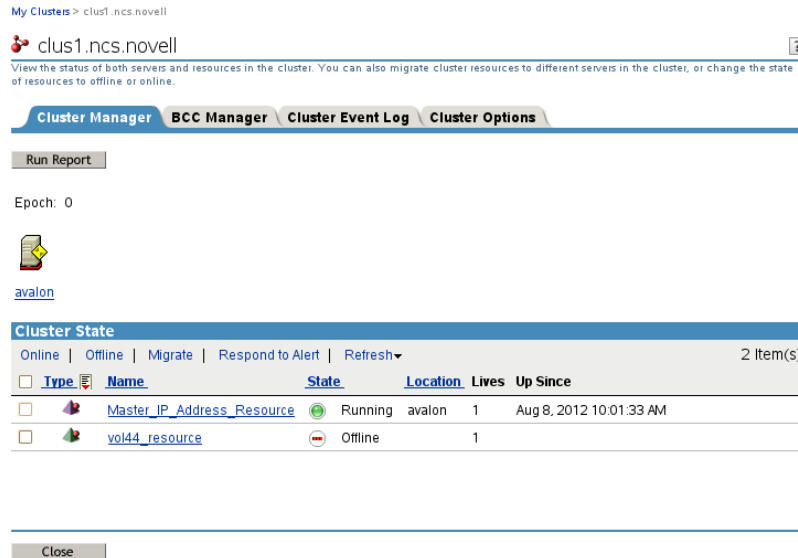 My Clusters > clus1.ncs.novell
clus1.ncs.novell
View the status of both servers and resources in the cluster. You can also migrate cluster resources to different servers in the cluster, or change the state
of resources to offline or online.
Cluster Manager BCC Manager Cluster Event Log Cluster Options
Run Report
Epoch: 0
avalon
Cluster State
Online | Offline | Migrate | Respond to Alert | Refresh 2 Item(s)
Type Name State Location Lives Up Since
Master_IP_Address_Resource Running avalon 1 Aug 8, 2012 10:01:33 AM
vol44_resource Offline 1
Close